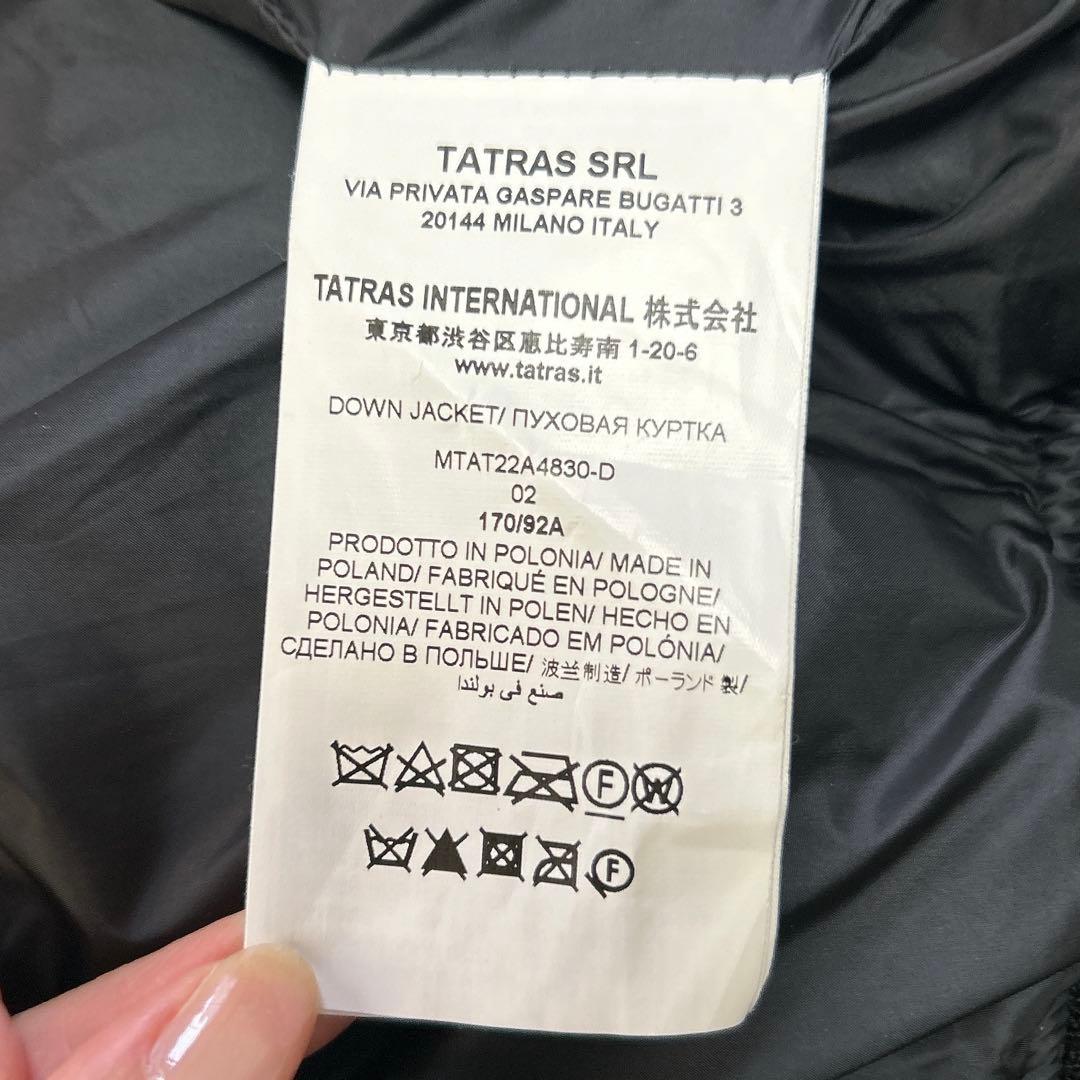 TATRAS SRL
VIA PRIVATA GASPARE BUGATTI 3
20144 MILANO ITALY
TATRAS INTERNATIONAL 株式会社
東京都渋谷区恵比寿南 1-20-6
www.tatras.it
DOWN JACKET/ ПУХОВАЯ КУРТКА
MTAT22A4830-D
02
170/92A
PRODOTTO IN POLONIA/ MADE IN
POLAND/ FABRIQUÉ EN POLOGNE/
HERGESTELLT IN POLEN/ HECHO EN
POLONIA/ FABRICADO EM POLÓNIA/
СДЕЛАНО В ПОЛЬШЕ/ 波兰制造/ ポーランド製/
صنع في بولندا
F W
F